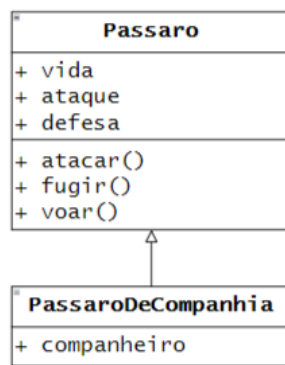 Passaro
+ vida
+ ataque
+ defesa
+ atacar()
+ fugir()
+ voar()
PassaroDeCompanhia
+ companheiro